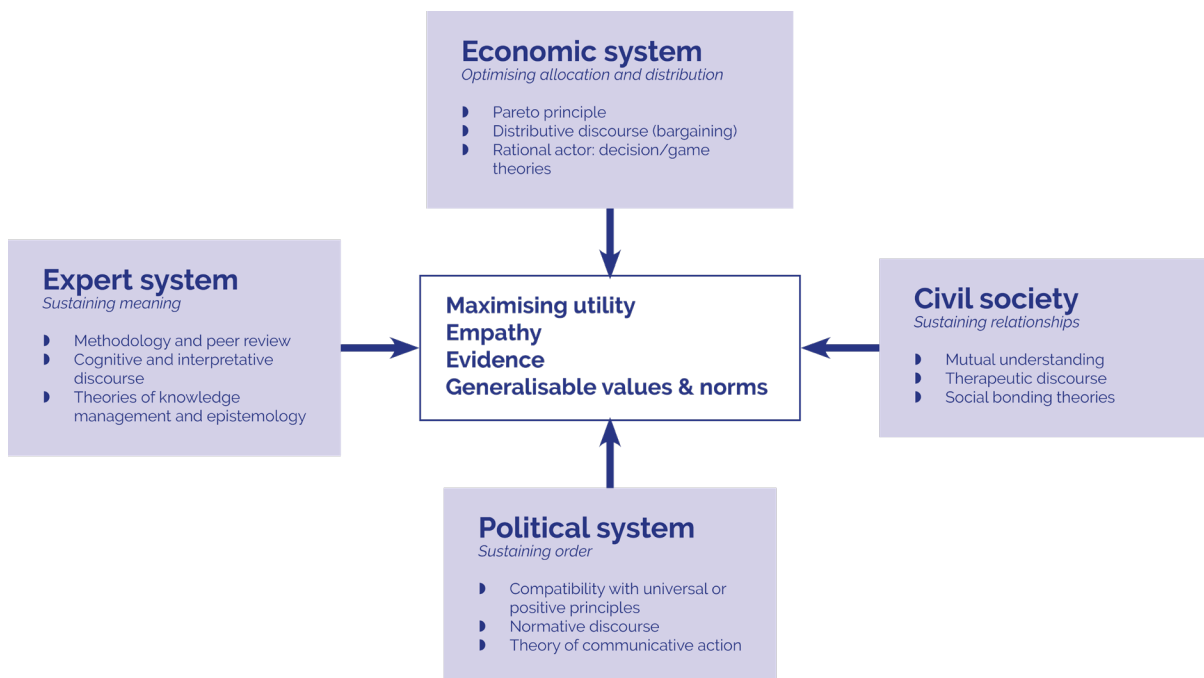 Economic system
Optimising allocation and distribution
Pareto principle
Distributive discourse (bargaining)
Rational actor: decision/game
theories
Expert system
Sustaining meaning
Methodology and peer review
Cognitive and interpretative
discourse
Theories of knowledge
management and epistemology
Maximising utility
Empathy
Evidence
Generalisable values & norms
Civil society
Sustaining relationships
Mutual understanding
Therapeutic discourse
Social bonding theories
Political system
Sustaining order
Compatibility with universal or
positive principles
Normative discourse
Theory of communicative action